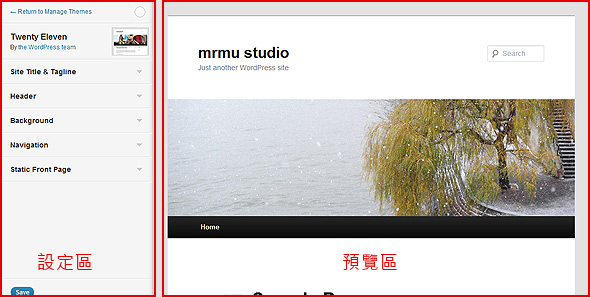 ← Return to Manage Themes
Twenty Eleven
By the WordPress team
Site Title & Tagline
Header
Background
Navigation
Static Front Page
設定區
Save
mrmu studio
Just another WordPress site
Search
Home
預覽區